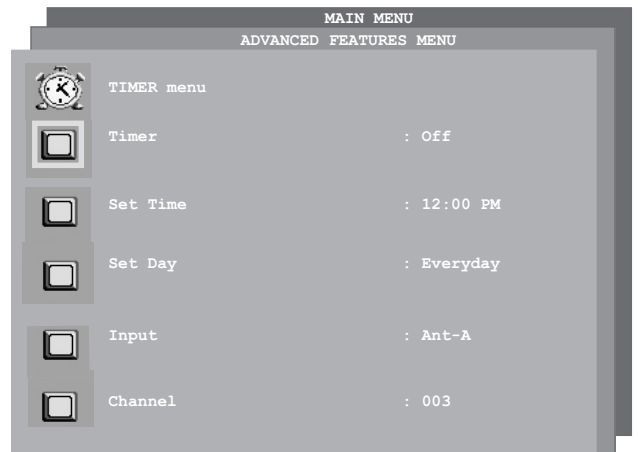 MAIN MENU
ADVANCED FEATURES MENU
TIMER menu
Timer : Off
Set Time : 12:00 PM
Set Day : Everyday
Input : Ant-A
Channel : 003